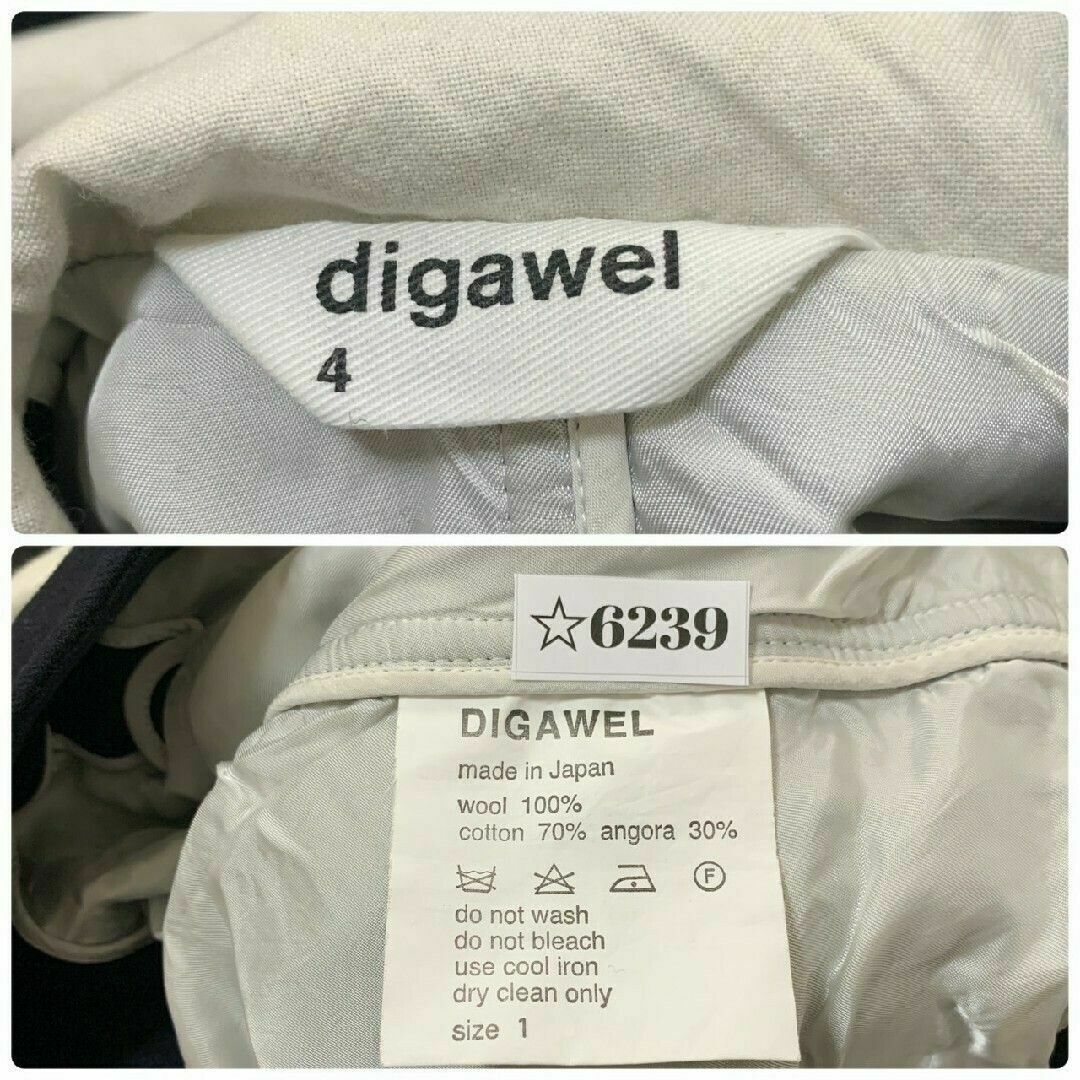 digawel
4
☆6239
DIGAWEL
made in Japan
wool 100%
cotton 70% angora 30%
F
do not wash
do not bleach
use cool iron
dry clean only
size 1